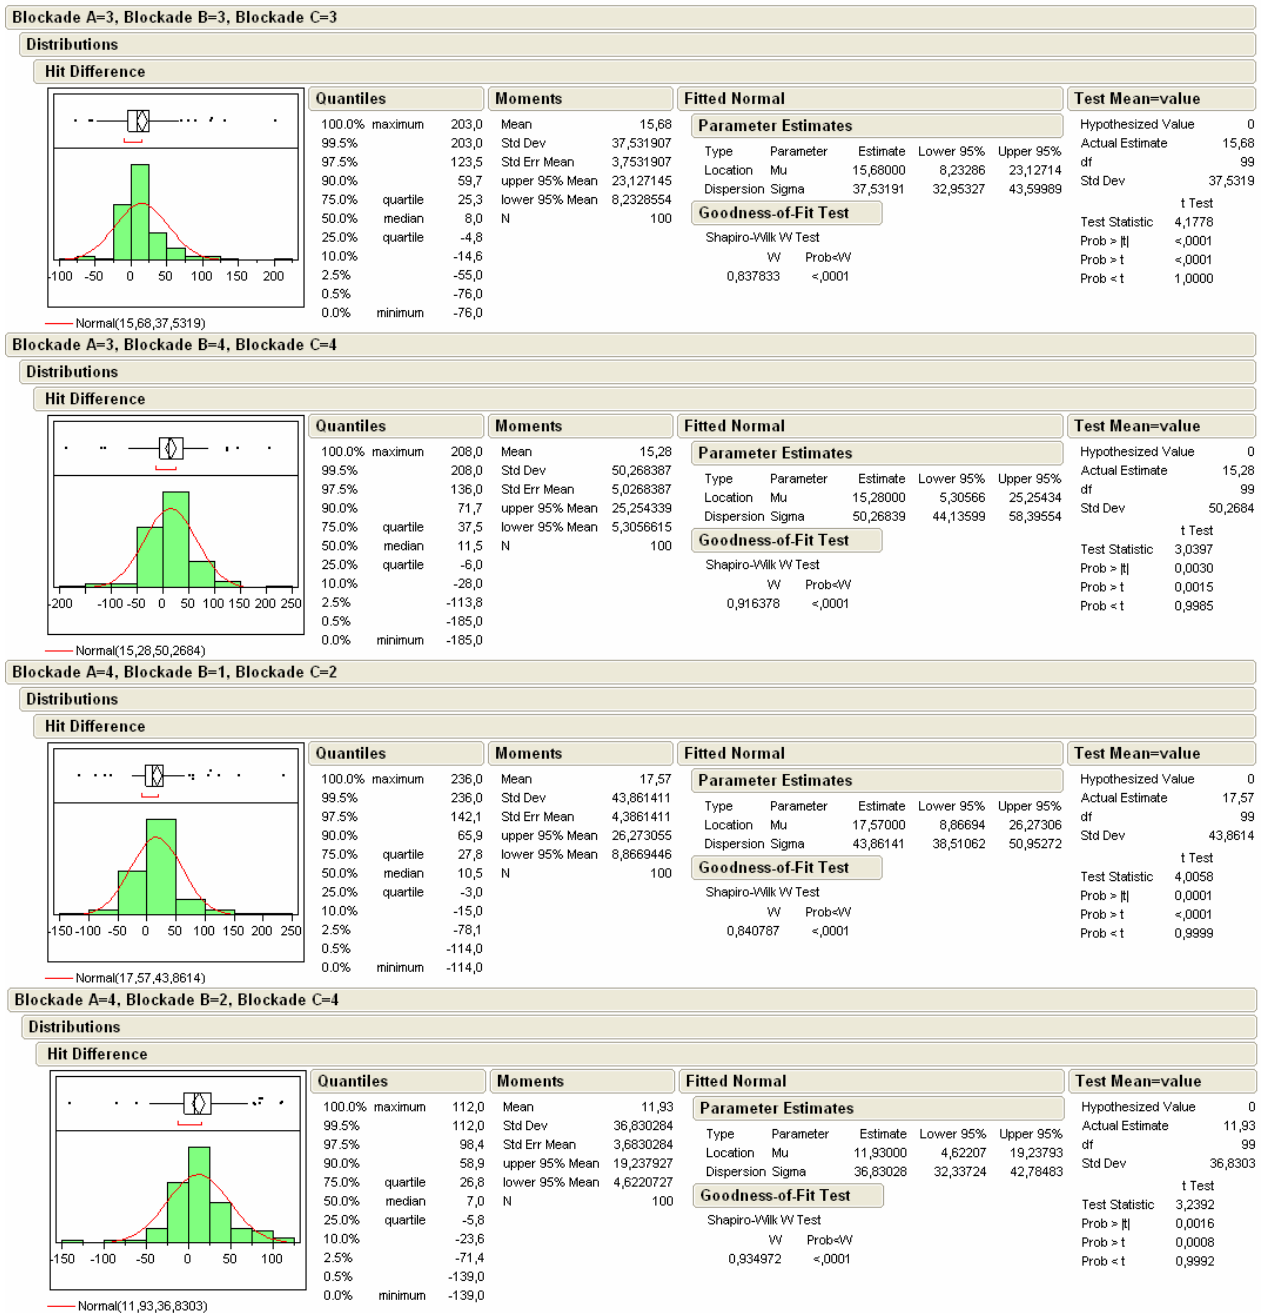 Blockade A=3, Blockade B=3, Blockade C=3
Distributions
Hit Difference
-100 -50 0 50 100 150 200
Normal(15,68,37,5319)
Quantiles
100.0% maximum 203,0
99.5% 203,0
97.5% 123,5
90.0% 59,7
75.0% quartile 25,3
50.0% median 8,0
25.0% quartile -4,8
10.0% -14,6
2.5% -55,0
0.5% -76,0
0.0% minimum -76,0
Moments
Mean 15,68
Std Dev 37,531907
Std Err Mean 3,7531907
upper 95% Mean 23,127145
lower 95% Mean 8,2328554
N 100
Fitted Normal
Parameter Estimates
Type Parameter Estimate Lower 95% Upper 95%
Location Mu 15,68000 8,23286 23,12714
Dispersion Sigma 37,53191 32,95327 43,59989
Goodness-of-Fit Test
Shapiro-Wilk W Test
W Prob<W
0,837833 <,0001
Test Mean=value
Hypothesized Value 0
Actual Estimate 15,68
df 99
Std Dev 37,5319
t Test
Test Statistic 4,1778
Prob > |t| <,0001
Prob > t <,0001
Prob < t 1,0000
Blockade A=3, Blockade B=4, Blockade C=4
Distributions
Hit Difference
-200 -100 -50 0 50 100 150 200 250
Normal(15,28,50,2684)
Quantiles
100.0% maximum 208,0
99.5% 208,0
97.5% 136,0
90.0% 71,7
75.0% quartile 37,5
50.0% median 11,5
25.0% quartile -6,0
10.0% -28,0
2.5% -113,8
0.5% -185,0
0.0% minimum -185,0
Moments
Mean 15,28
Std Dev 50,268387
Std Err Mean 5,0268387
upper 95% Mean 25,254339
lower 95% Mean 5,3056615
N 100
Fitted Normal
Parameter Estimates
Type Parameter Estimate Lower 95% Upper 95%
Location Mu 15,28000 5,30566 25,25434
Dispersion Sigma 50,26839 44,13599 58,39554
Goodness-of-Fit Test
Shapiro-Wilk W Test
W Prob<W
0,916378 <,0001
Test Mean=value
Hypothesized Value 0
Actual Estimate 15,28
df 99
Std Dev 50,2684
t Test
Test Statistic 3,0397
Prob > |t| 0,0030
Prob > t 0,0015
Prob < t 0,9985
Blockade A=4, Blockade B=1, Blockade C=2
Distributions
Hit Difference
-150 -100 -50 0 50 100 150 200 250
Normal(17,57,43,8614)
Quantiles
100.0% maximum 236,0
99.5% 236,0
97.5% 142,1
90.0% 65,9
75.0% quartile 27,8
50.0% median 10,5
25.0% quartile -3,0
10.0% -15,0
2.5% -78,1
0.5% -114,0
0.0% minimum -114,0
Moments
Mean 17,57
Std Dev 43,861411
Std Err Mean 4,3861411
upper 95% Mean 26,273055
lower 95% Mean 8,8669446
N 100
Fitted Normal
Parameter Estimates
Type Parameter Estimate Lower 95% Upper 95%
Location Mu 17,57000 8,86694 26,27306
Dispersion Sigma 43,86141 38,51062 50,95272
Goodness-of-Fit Test
Shapiro-Wilk W Test
W Prob<W
0,840787 <,0001
Test Mean=value
Hypothesized Value 0
Actual Estimate 17,57
df 99
Std Dev 43,8614
t Test
Test Statistic 4,0058
Prob > |t| 0,0001
Prob > t <,0001
Prob < t 0,9999
Blockade A=4, Blockade B=2, Blockade C=4
Distributions
Hit Difference
-150 -100 -50 0 50 100
Normal(11,93,36,8303)
Quantiles
100.0% maximum 112,0
99.5% 112,0
97.5% 98,4
90.0% 58,9
75.0% quartile 26,8
50.0% median 7,0
25.0% quartile -5,8
10.0% -23,6
2.5% -71,4
0.5% -139,0
0.0% minimum -139,0
Moments
Mean 11,93
Std Dev 36,830284
Std Err Mean 3,6830284
upper 95% Mean 19,237927
lower 95% Mean 4,6220727
N 100
Fitted Normal
Parameter Estimates
Type Parameter Estimate Lower 95% Upper 95%
Location Mu 11,93000 4,62207 19,23793
Dispersion Sigma 36,83028 32,33724 42,78483
Goodness-of-Fit Test
Shapiro-Wilk W Test
W Prob<W
0,934972 <,0001
Test Mean=value
Hypothesized Value 0
Actual Estimate 11,93
df 99
Std Dev 36,8303
t Test
Test Statistic 3,2392
Prob > |t| 0,0016
Prob > t 0,0008
Prob < t 0,9992